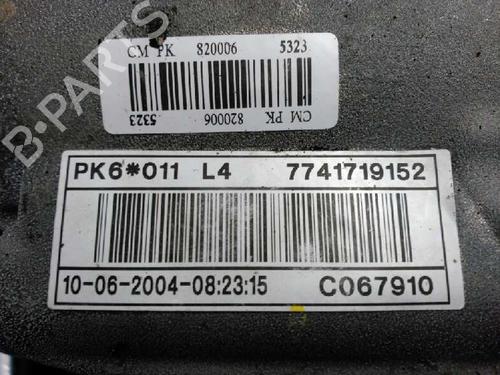 CM PK 820006 5323
CM PK 820006 5323
PK6*011 L4 7741719152
10-06-2004-08:23:15 C067910
B-PARTS